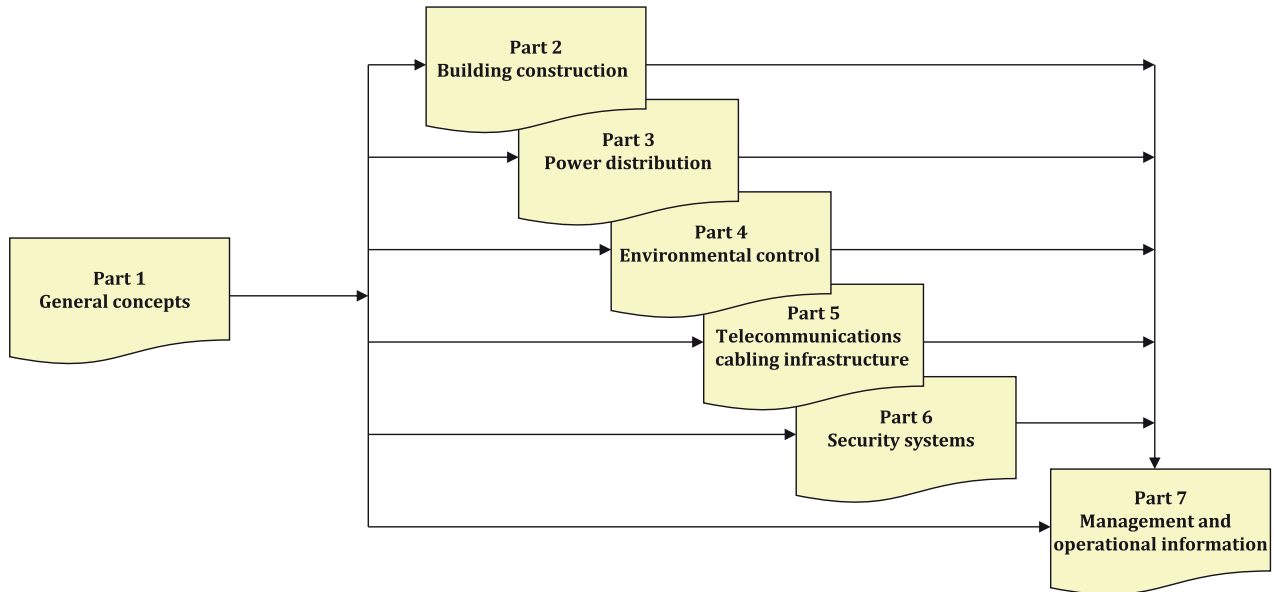 Part 2
Building construction
Part 3
Power distribution
Part 4
Environmental control
Part 1
General concepts
Part 5
Telecommunications
cabling infrastructure
Part 6
Security systems
Part 7
Management and
operational information